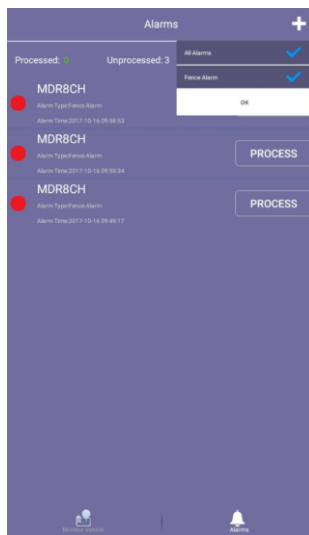 Alarms
Processed: 0
Unprocessed: 3
All Alarms
Fence Alarm
OK
MDR8CH
Alarm Type:Fence Alarm
Alarm Time:2017-10-16 09:58:53
MDR8CH
Alarm Type:Fence Alarm
Alarm Time:2017-10-16 09:50:34
PROCESS
MDR8CH
Alarm Type:Fence Alarm
Alarm Time:2017-10-16 09:49:17
PROCESS
Monitor Vehicle
Alarms